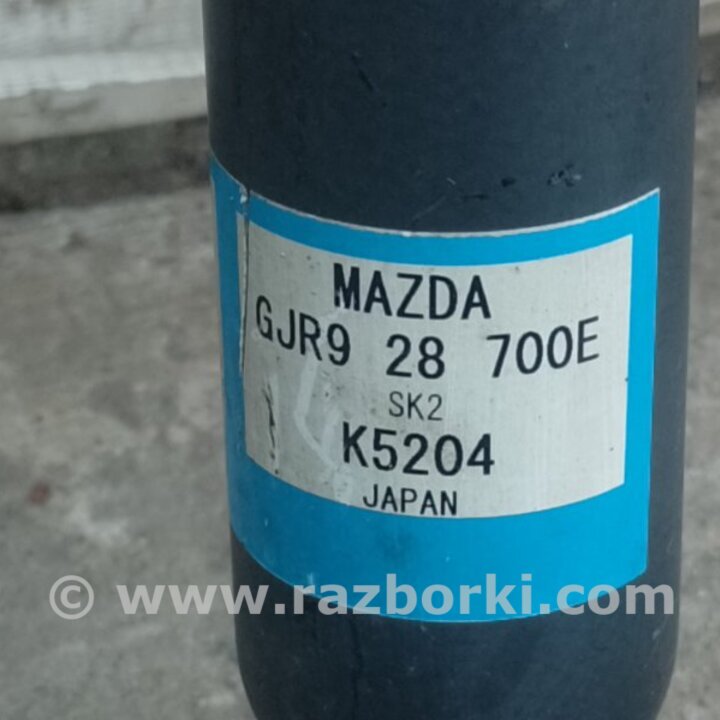 MAZDA
GJR9 28 700E
SK2
K5204
JAPAN
© www.razborki.com